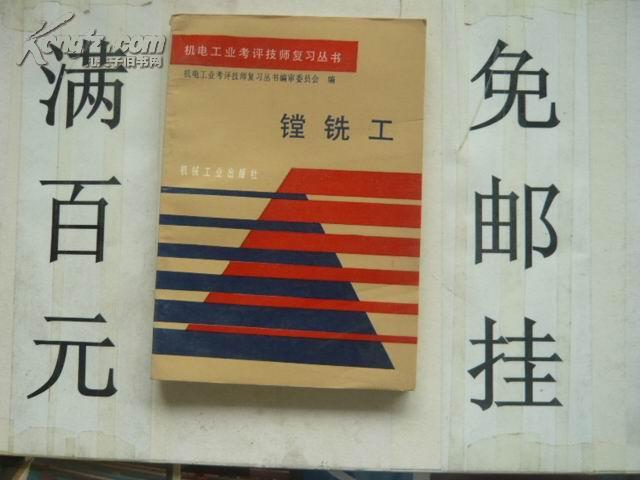 Kongfz.com
孔夫子旧书网
满百元
机电工业考评技师复习丛书
机电工业考评技师复习丛书编审委员会 编
镗铣工
机械工业出版社
免邮挂